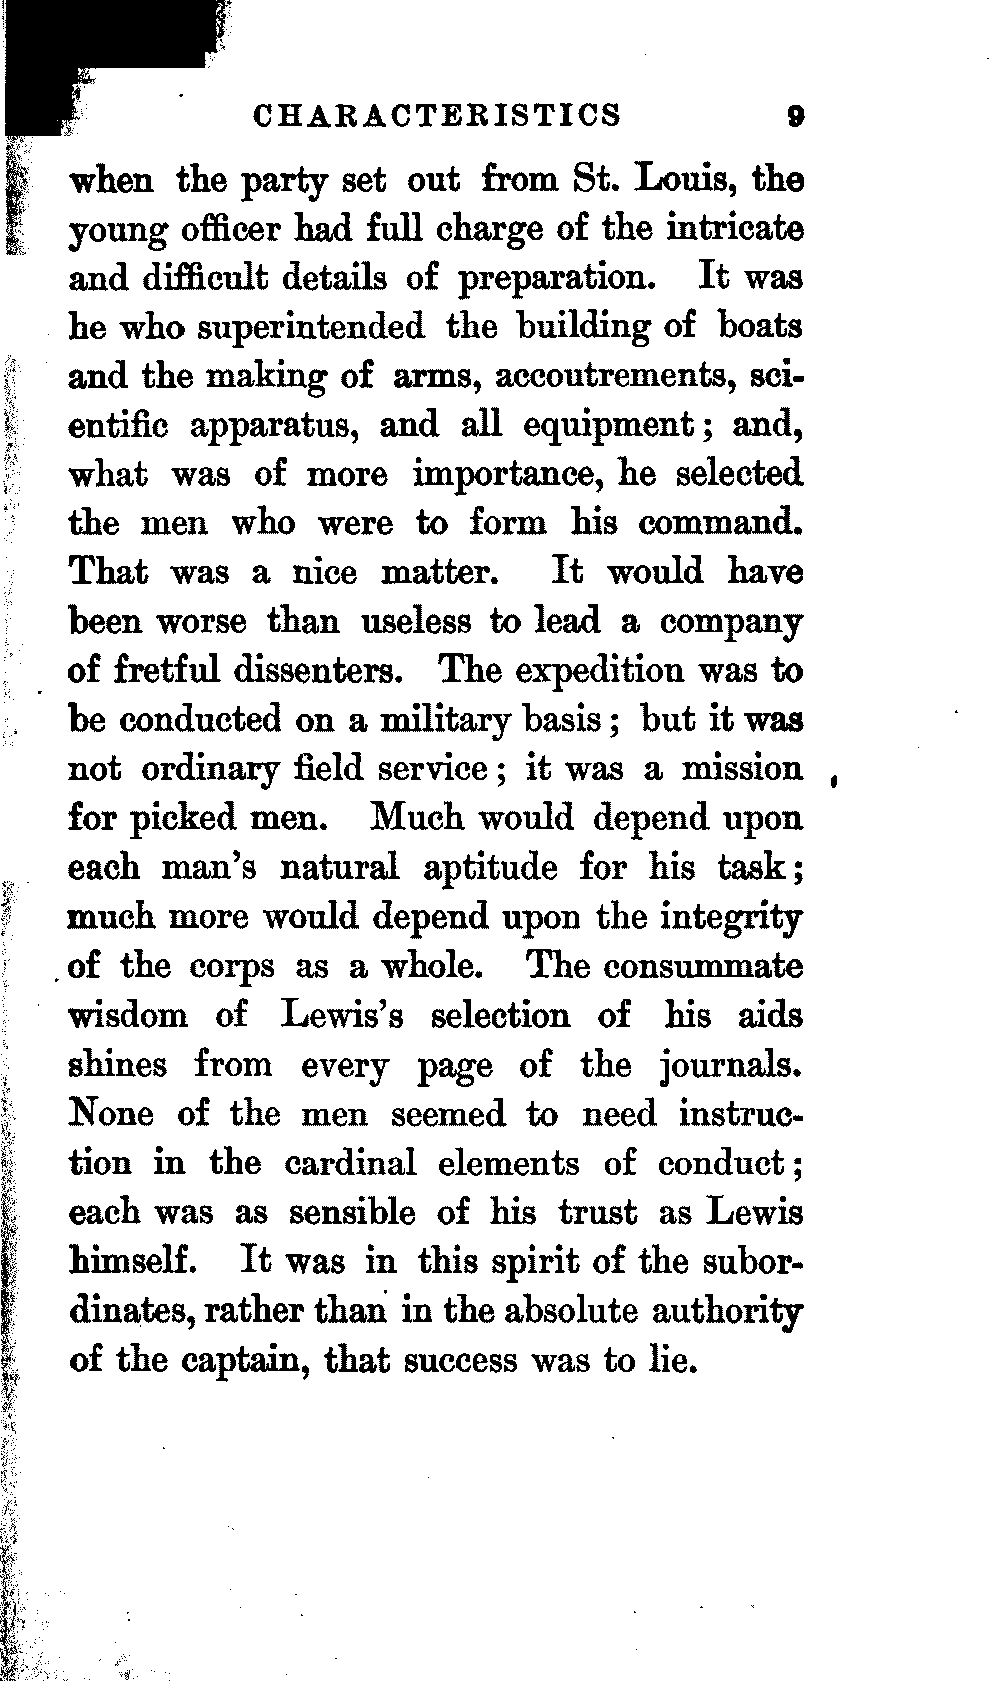 CHARACTERISTICS 9
when the party set out from St. Louis, the
young officer had full charge of the intricate
and difficult details of preparation. It was
he who superintended the building of boats
and the making of arms, accoutrements, sci-
entific apparatus, and all equipment; and,
what was of more importance, he selected
the men who were to form his command.
That was a nice matter. It would have
been worse than useless to lead a company
of fretful dissenters. The expedition was to
be conducted on a military basis; but it was
not ordinary field service; it was a mission
for picked men. Much would depend upon
each man's natural aptitude for his task;
much more would depend upon the integrity
of the corps as a whole. The consummate
wisdom of Lewis's selection of his aids
shines from every page of the journals.
None of the men seemed to need instruc-
tion in the cardinal elements of conduct;
each was as sensible of his trust as Lewis
himself. It was in this spirit of the subor-
dinates, rather than in the absolute authority
of the captain, that success was to lie.